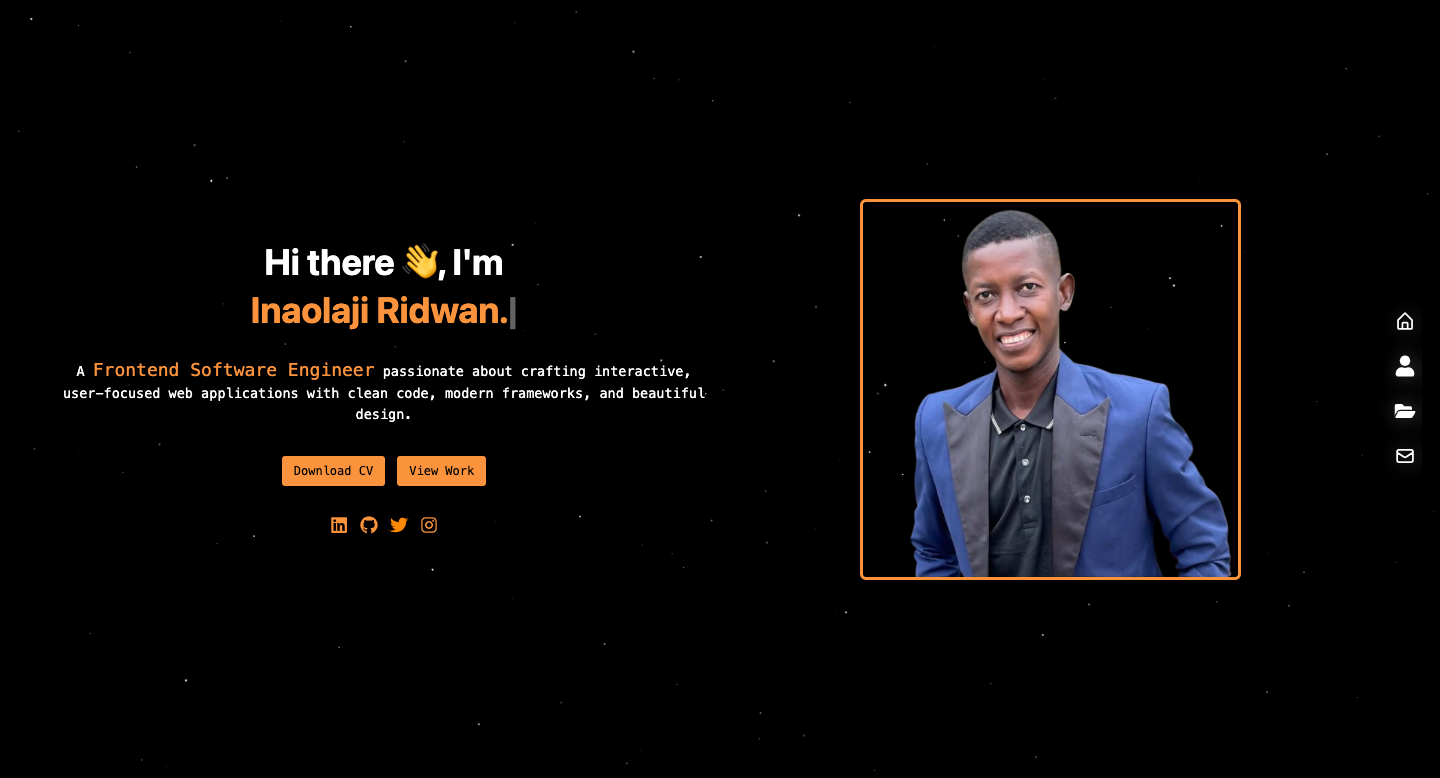 Hi there 👋, I'm
Inaolaji Ridwan.
A Frontend Software Engineer passionate about crafting interactive,
user-focused web applications with clean code, modern frameworks, and beautiful
design.
Download CV
View Work